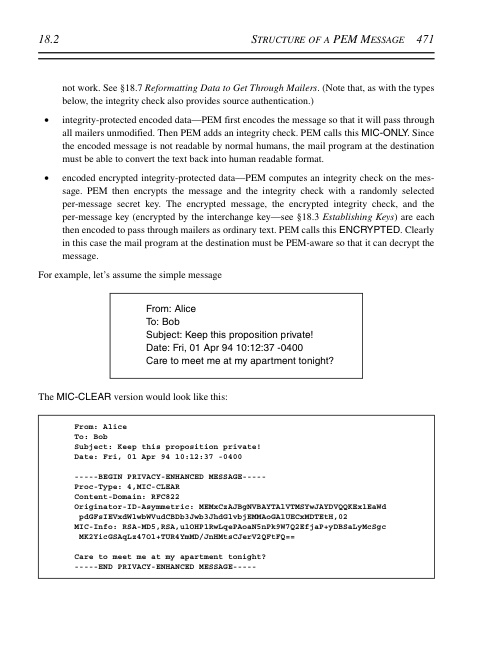 18.2 STRUCTURE OF A PEM MESSAGE 471
not work. See §18.7 Reformatting Data to Get Through Mailers. (Note that, as with the types
below, the integrity check also provides source authentication.)
• integrity-protected encoded data—PEM first encodes the message so that it will pass through
all mailers unmodified. Then PEM adds an integrity check. PEM calls this MIC-ONLY. Since
the encoded message is not readable by normal humans, the mail program at the destination
must be able to convert the text back into human readable format.
• encoded encrypted integrity-protected data—PEM computes an integrity check on the mes-
sage. PEM then encrypts the message and the integrity check with a randomly selected
per-message secret key. The encrypted message, the encrypted integrity check, and the
per-message key (encrypted by the interchange key—see §18.3 Establishing Keys) are each
then encoded to pass through mailers as ordinary text. PEM calls this ENCRYPTED. Clearly
in this case the mail program at the destination must be PEM-aware so that it can decrypt the
message.
For example, let's assume the simple message
From: Alice
To: Bob
Subject: Keep this proposition private!
Date: Fri, 01 Apr 94 10:12:37 -0400
Care to meet me at my apartment tonight?
The MIC-CLEAR version would look like this:
From: Alice
To: Bob
Subject: Keep this proposition private!
Date: Fri, 01 Apr 94 10:12:37 -0400
-----BEGIN PRIVACY-ENHANCED MESSAGE-----
Proc-Type: 4,MIC-CLEAR
Content-Domain: RFC822
Originator-ID-Asymmetric:
MIC-Info: RSA-MD5,RSA,
Care to meet me at my apartment tonight?
-----END PRIVACY-ENHANCED MESSAGE-----